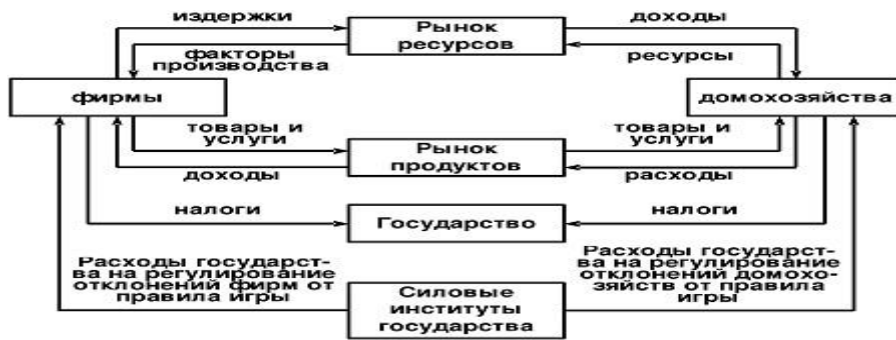 издержки
Рынок
ресурсов
доходы
факторы
производства
ресурсы
фирмы
домохозяйства
товары и
услуги
Рынок
продуктов
товары и
услуги
доходы
расходы
налоги
Государство
налоги
Расходы государст-
ва на регулирование
отклонений фирм от
правила игры
Силовые
институты
государства
Расходы государст-
ва на регулирование
отклонений домохо-
зяйств от правила
игры